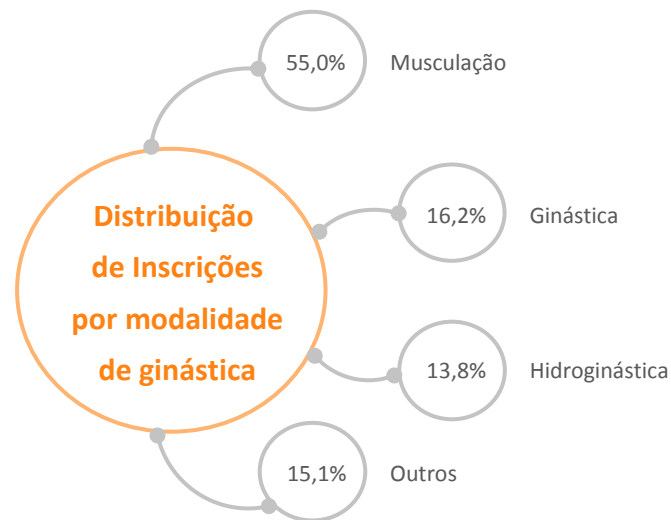 55,0% Musculação
Distribuição
de Inscrições
por modalidade
de ginástica
16,2% Ginástica
13,8% Hidroginástica
15,1% Outros